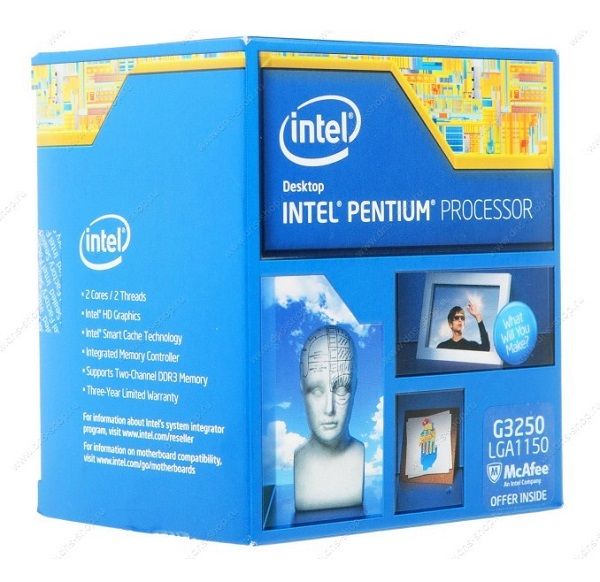 intel
Desktop
INTEL® PENTIUM® PROCESSOR
intel
• 2 Cores / 2 Threads
• Intel® HD Graphics
• Intel® Smart Cache Technology
• Integrated Memory Controller
• Supports Two-Channel DDR3 Memory
• Three-Year Limited Warranty
For information about Intel's system integrator
program, visit www.intel.com/reseller
For information on motherboard compatibility,
visit www.intel.com/go/motherboards
What
Will You
Make?
G3250
LGA1150
McAfee
An Intel Company
OFFER INSIDE